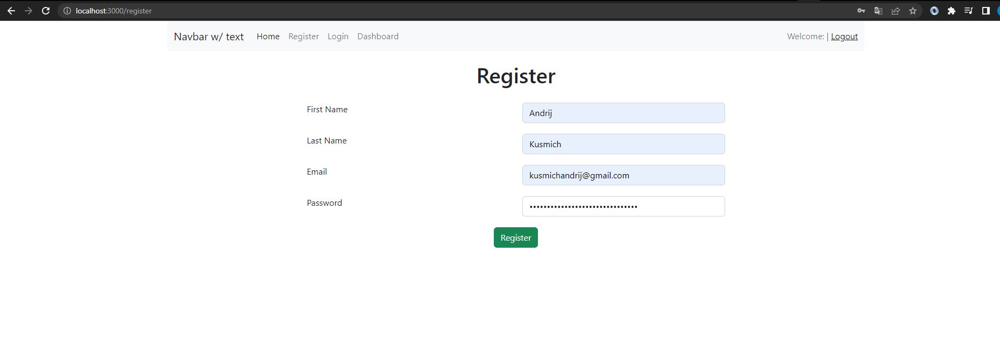 localhost:3000/register
Navbar w/ text Home Register Login Dashboard Welcome: | Logout
Register
First Name Andrij
Last Name Kusmich
Email kusmichandrij@gmail.com
Password •••••••••••••••••••••••••••••••
Register